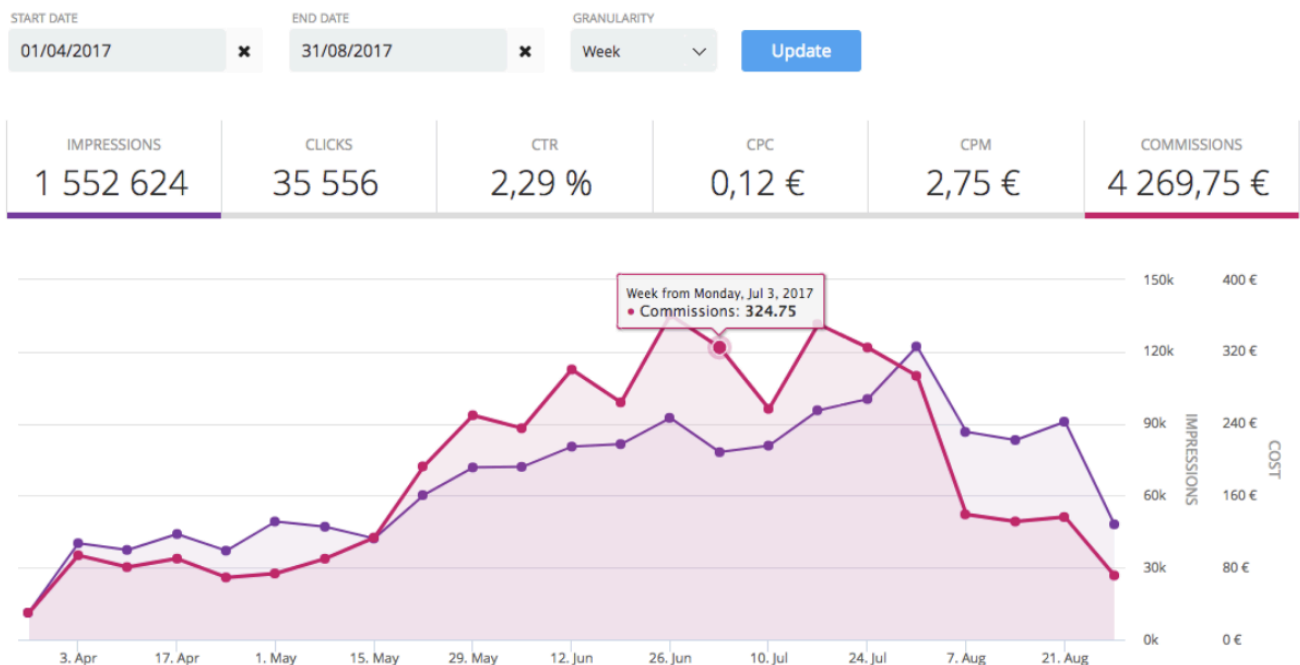 START DATE END DATE GRANULARITY
01/04/2017 31/08/2017 Week Update
IMPRESSIONS CLICKS CTR CPC CPM COMMISSIONS
1 552 624 35 556 2,29 % 0,12 € 2,75 € 4 269,75 €
150k 400 €
Week from Monday, Jul 3, 2017
Commissions: 324.75
120k 320 €
90k 240 €
IMPRESSIONS
COST
60k 160 €
30k 80 €
0k 0 €
3. Apr 17. Apr 1. May 15. May 29. May 12. Jun 26. Jun 10. Jul 24. Jul 7. Aug 21. Aug